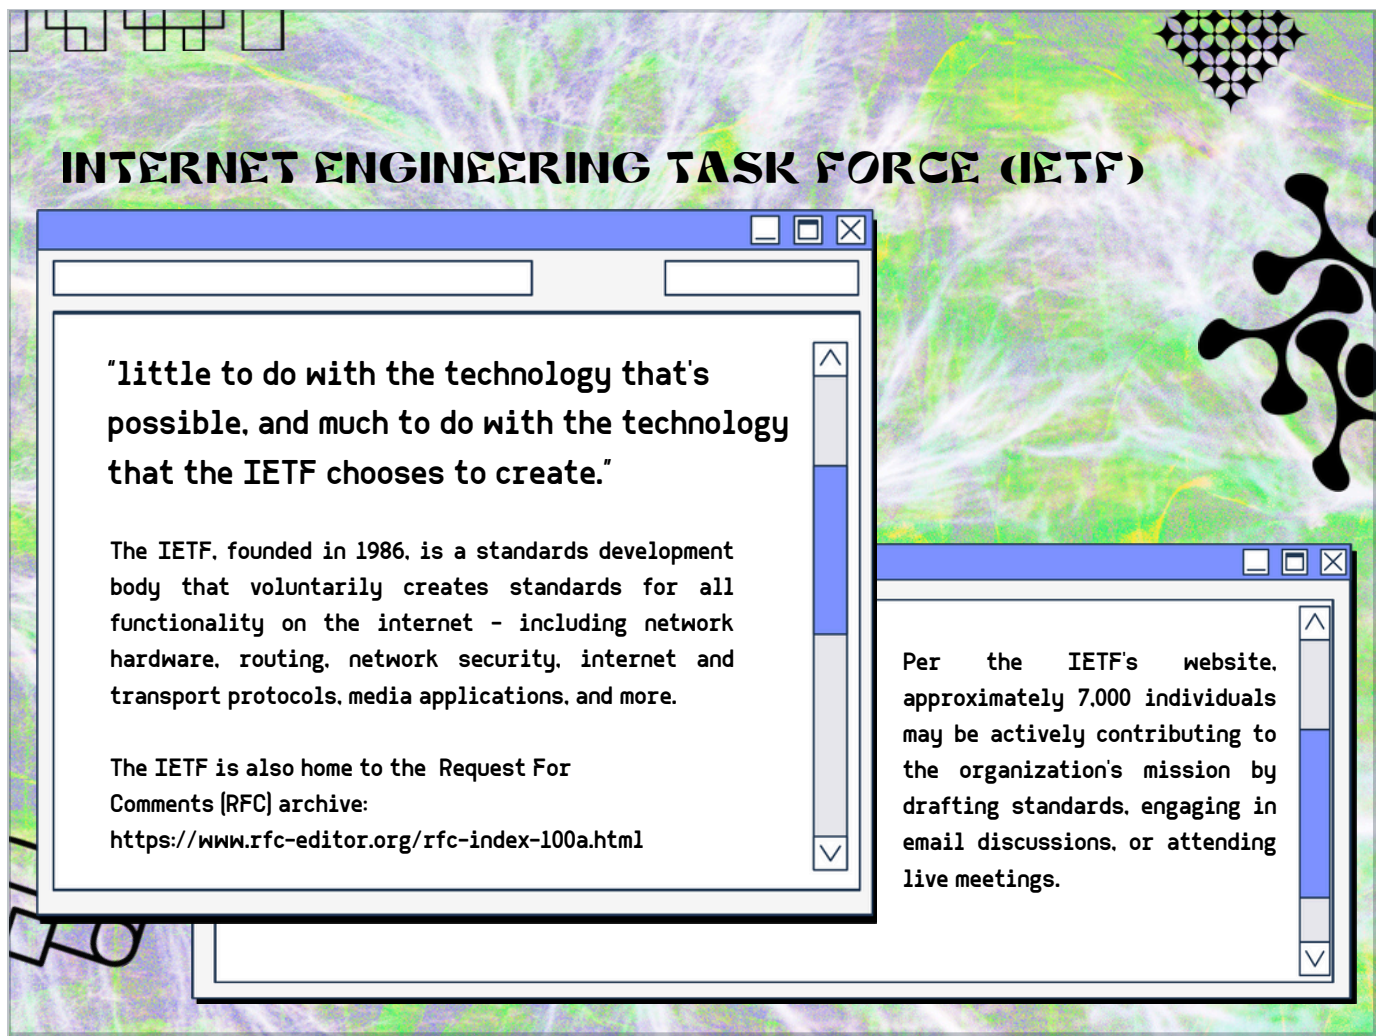 INTERNET ENGINEERING TASK FORCE (IETF)
"little to do with the technology that's
possible, and much to do with the technology
that the IETF chooses to create."
The IETF, founded in 1986, is a standards development
body that voluntarily creates standards for all
functionality on the internet - including network
hardware, routing, network security, internet and
transport protocols, media applications, and more.
The IETF is also home to the Request For
Comments (RFC) archive:
https://www.rfc-editor.org/rfc-index-100a.html
Per the IETF's website,
approximately 7,000 individuals
may be actively contributing to
the organization's mission by
drafting standards, engaging in
email discussions, or attending
live meetings.